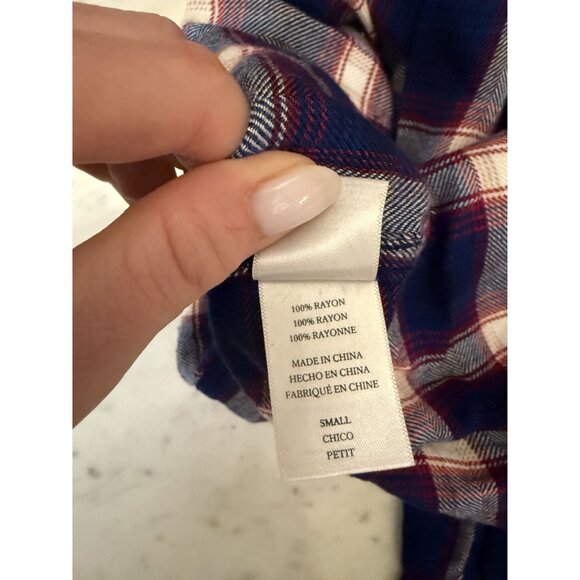 100% RAYON
100% RAYON
100% RAYONNE
MADE IN CHINA
HECHO EN CHINA
FABRIQUÉ EN CHINE
SMALL
CHICO
PETIT